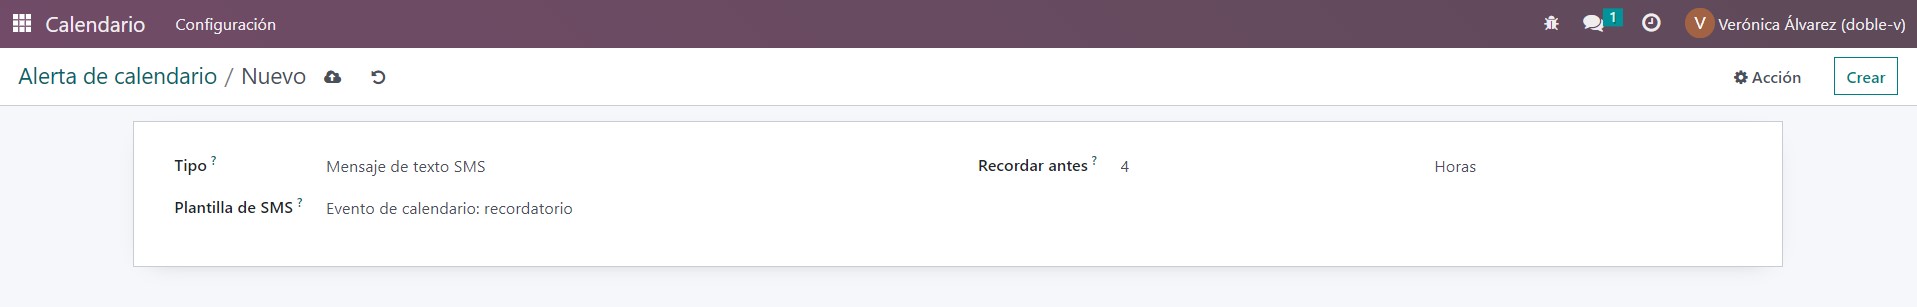 Calendario Configuración 1 V Verónica Álvarez (doble-v)
Alerta de calendario / Nuevo Acción Crear
Tipo ? Mensaje de texto SMS Recordar antes ? 4 Horas
Plantilla de SMS ? Evento de calendario: recordatorio